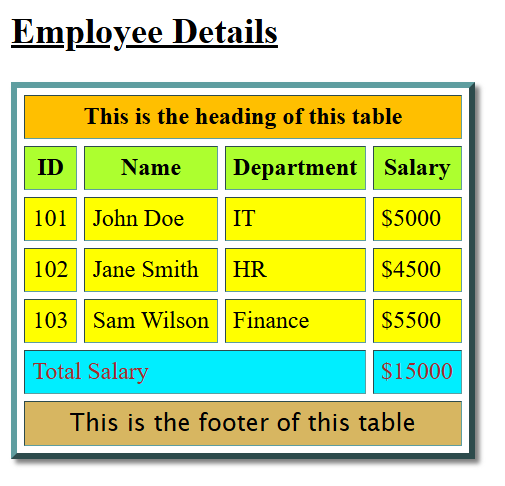 Employee Details
This is the heading of this table
ID Name Department Salary
101 John Doe IT $5000
102 Jane Smith HR $4500
103 Sam Wilson Finance $5500
Total Salary $15000
This is the footer of this table